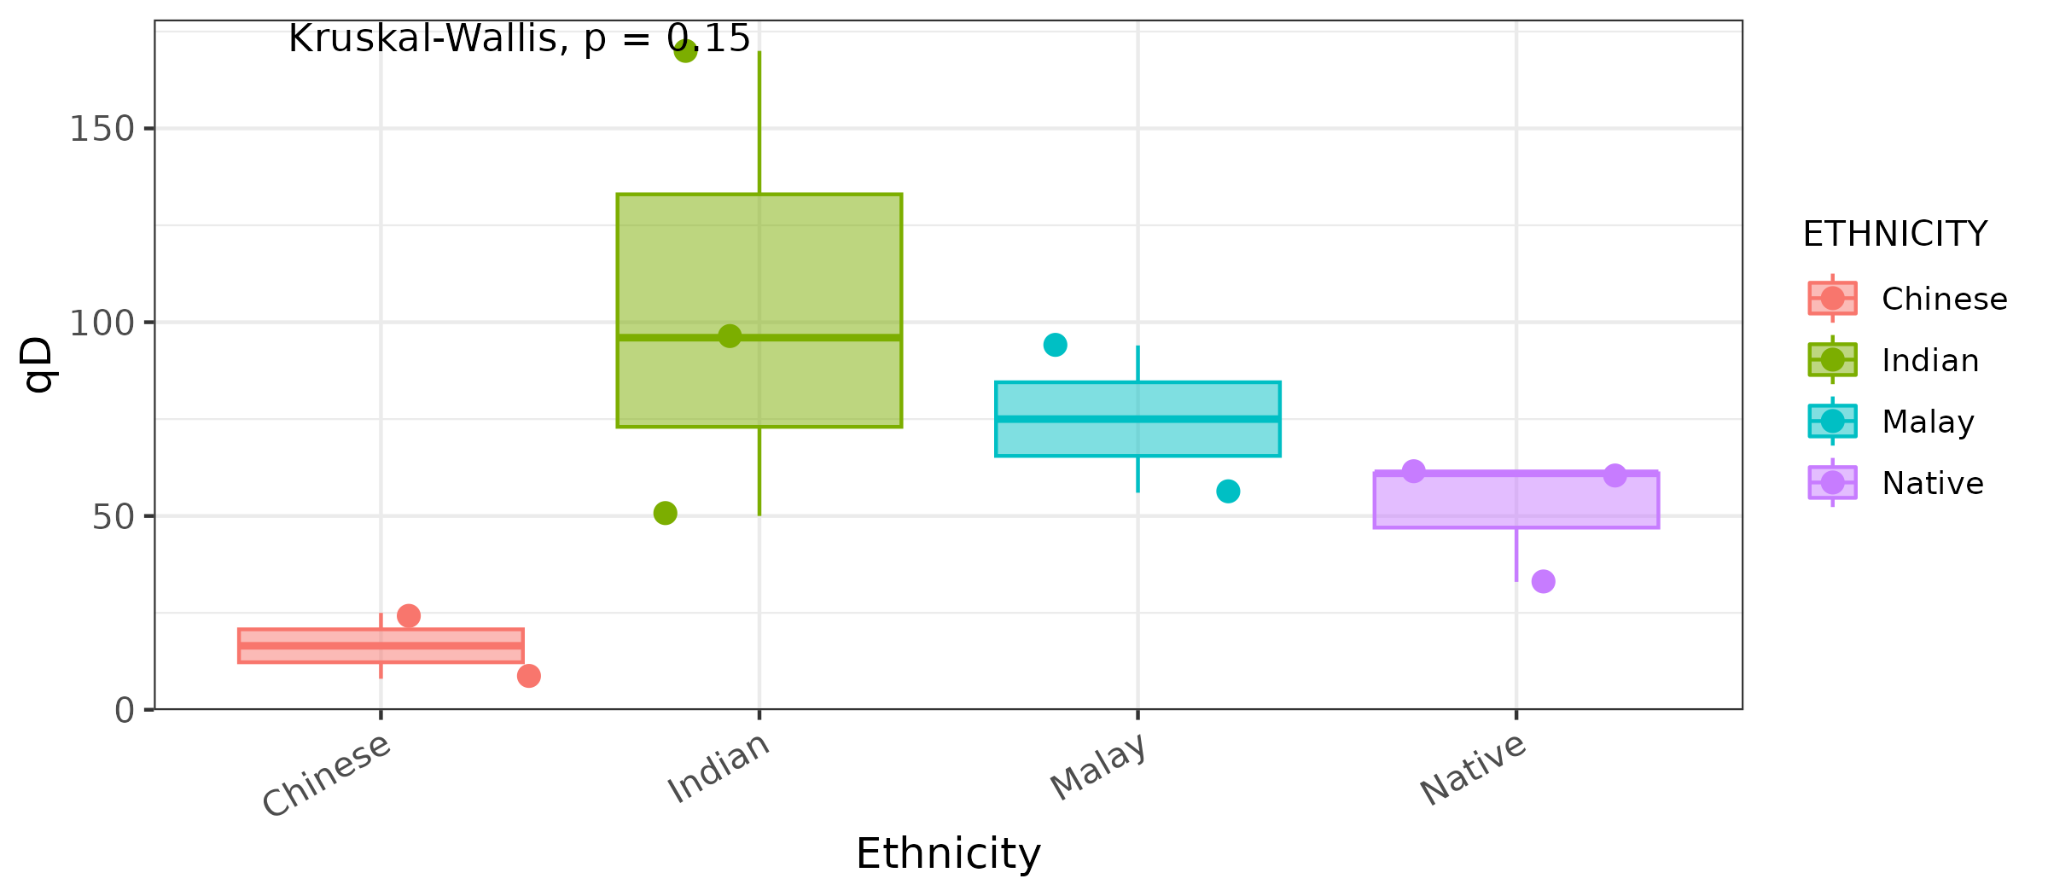 Kruskal-Wallis, p = 0.15
qD
150
100
50
0
Chinese
Indian
Malay
Native
Ethnicity
ETHNICITY
Chinese
Indian
Malay
Native